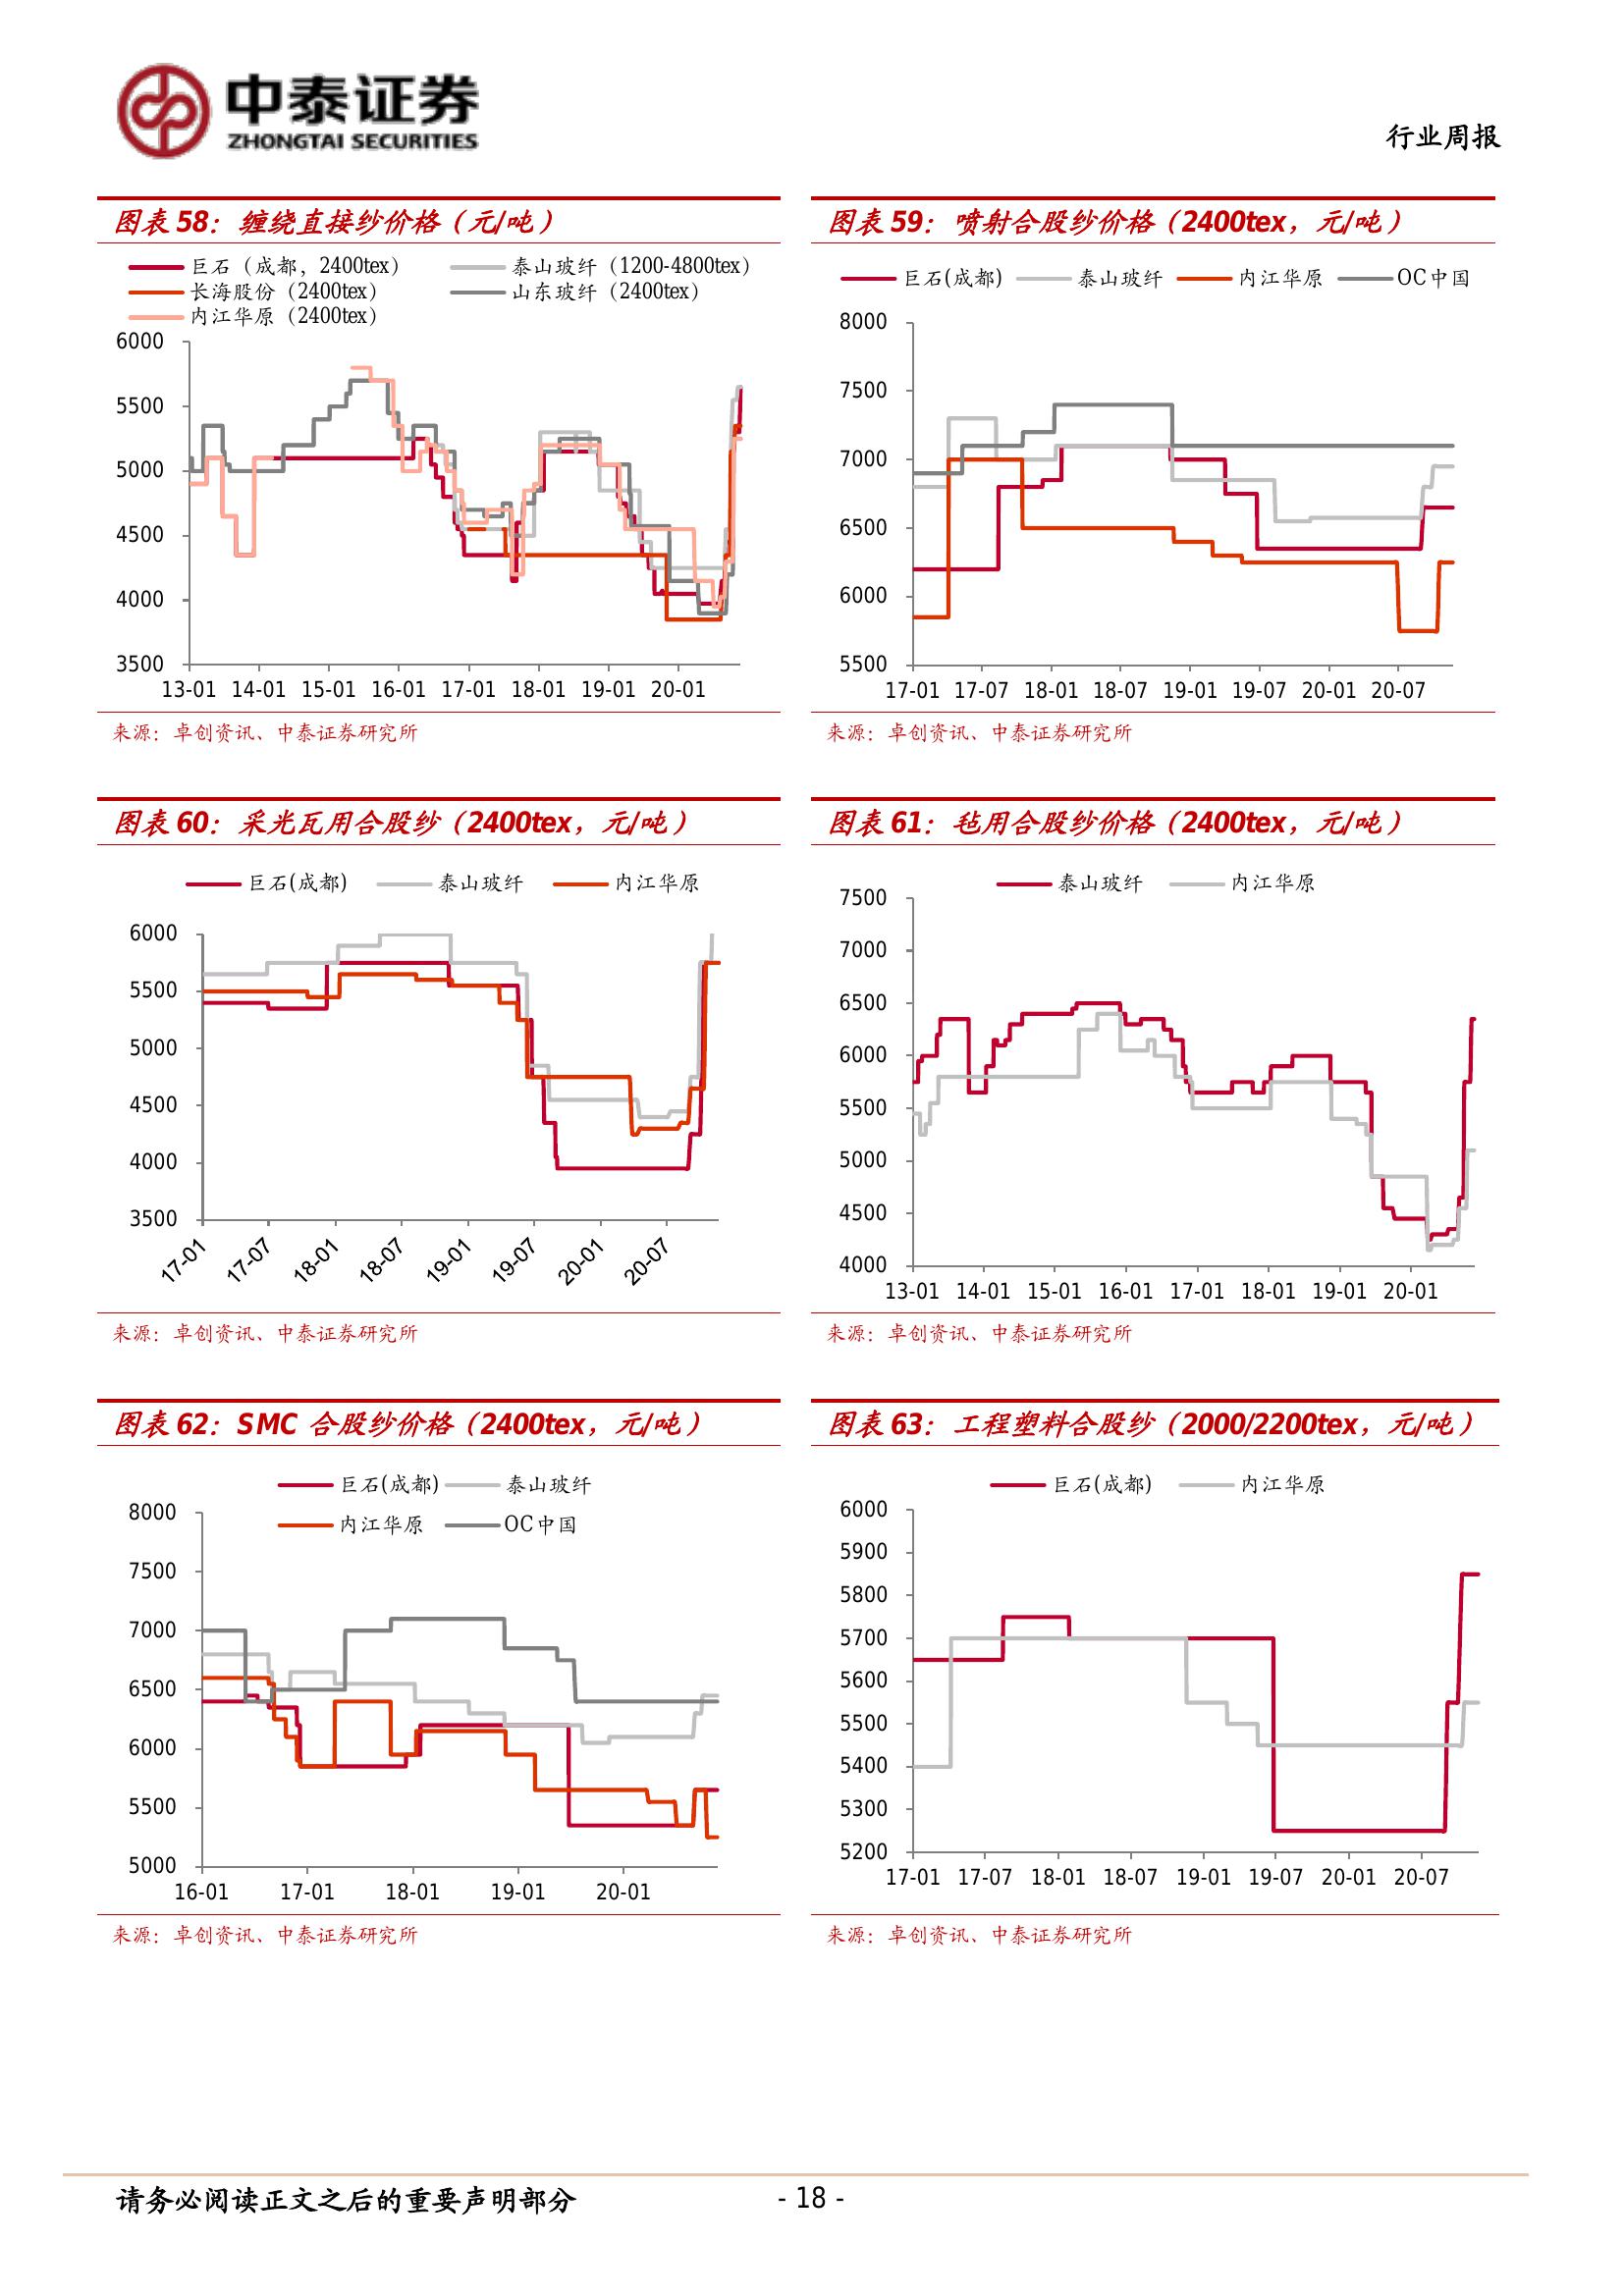 中泰证券
ZHONGTAI SECURITIES
行业周报
图表 58：缠绕直接纱价格（元/吨）
巨石（成都，2400tex）
泰山玻纤（1200-4800tex）
长海股份（2400tex）
山东玻纤（2400tex）
内江华原（2400tex）
6000
5500
5000
4500
4000
3500
13-01 14-01 15-01 16-01 17-01 18-01 19-01 20-01
来源：卓创资讯、中泰证券研究所
图表 59：喷射合股纱价格（2400tex，元/吨）
巨石(成都) 泰山玻纤 内江华原 OC中国
8000
7500
7000
6500
6000
5500
17-01 17-07 18-01 18-07 19-01 19-07 20-01 20-07
来源：卓创资讯、中泰证券研究所
图表 60：采光瓦用合股纱（2400tex，元/吨）
巨石(成都) 泰山玻纤 内江华原
6000
5500
5000
4500
4000
3500
17-01 17-07 18-01 18-07 19-01 19-07 20-01 20-07
来源：卓创资讯、中泰证券研究所
图表 61：毡用合股纱价格（2400tex，元/吨）
泰山玻纤 内江华原
7500
7000
6500
6000
5500
5000
4500
4000
13-01 14-01 15-01 16-01 17-01 18-01 19-01 20-01
来源：卓创资讯、中泰证券研究所
图表 62：SMC 合股纱价格（2400tex，元/吨）
巨石(成都) 泰山玻纤
内江华原 OC中国
8000
7500
7000
6500
6000
5500
5000
16-01 17-01 18-01 19-01 20-01
来源：卓创资讯、中泰证券研究所
图表 63：工程塑料合股纱（2000/2200tex，元/吨）
巨石(成都) 内江华原
6000
5900
5800
5700
5600
5500
5400
5300
5200
17-01 17-07 18-01 18-07 19-01 19-07 20-01 20-07
来源：卓创资讯、中泰证券研究所
请务必阅读正文之后的重要声明部分
- 18 -